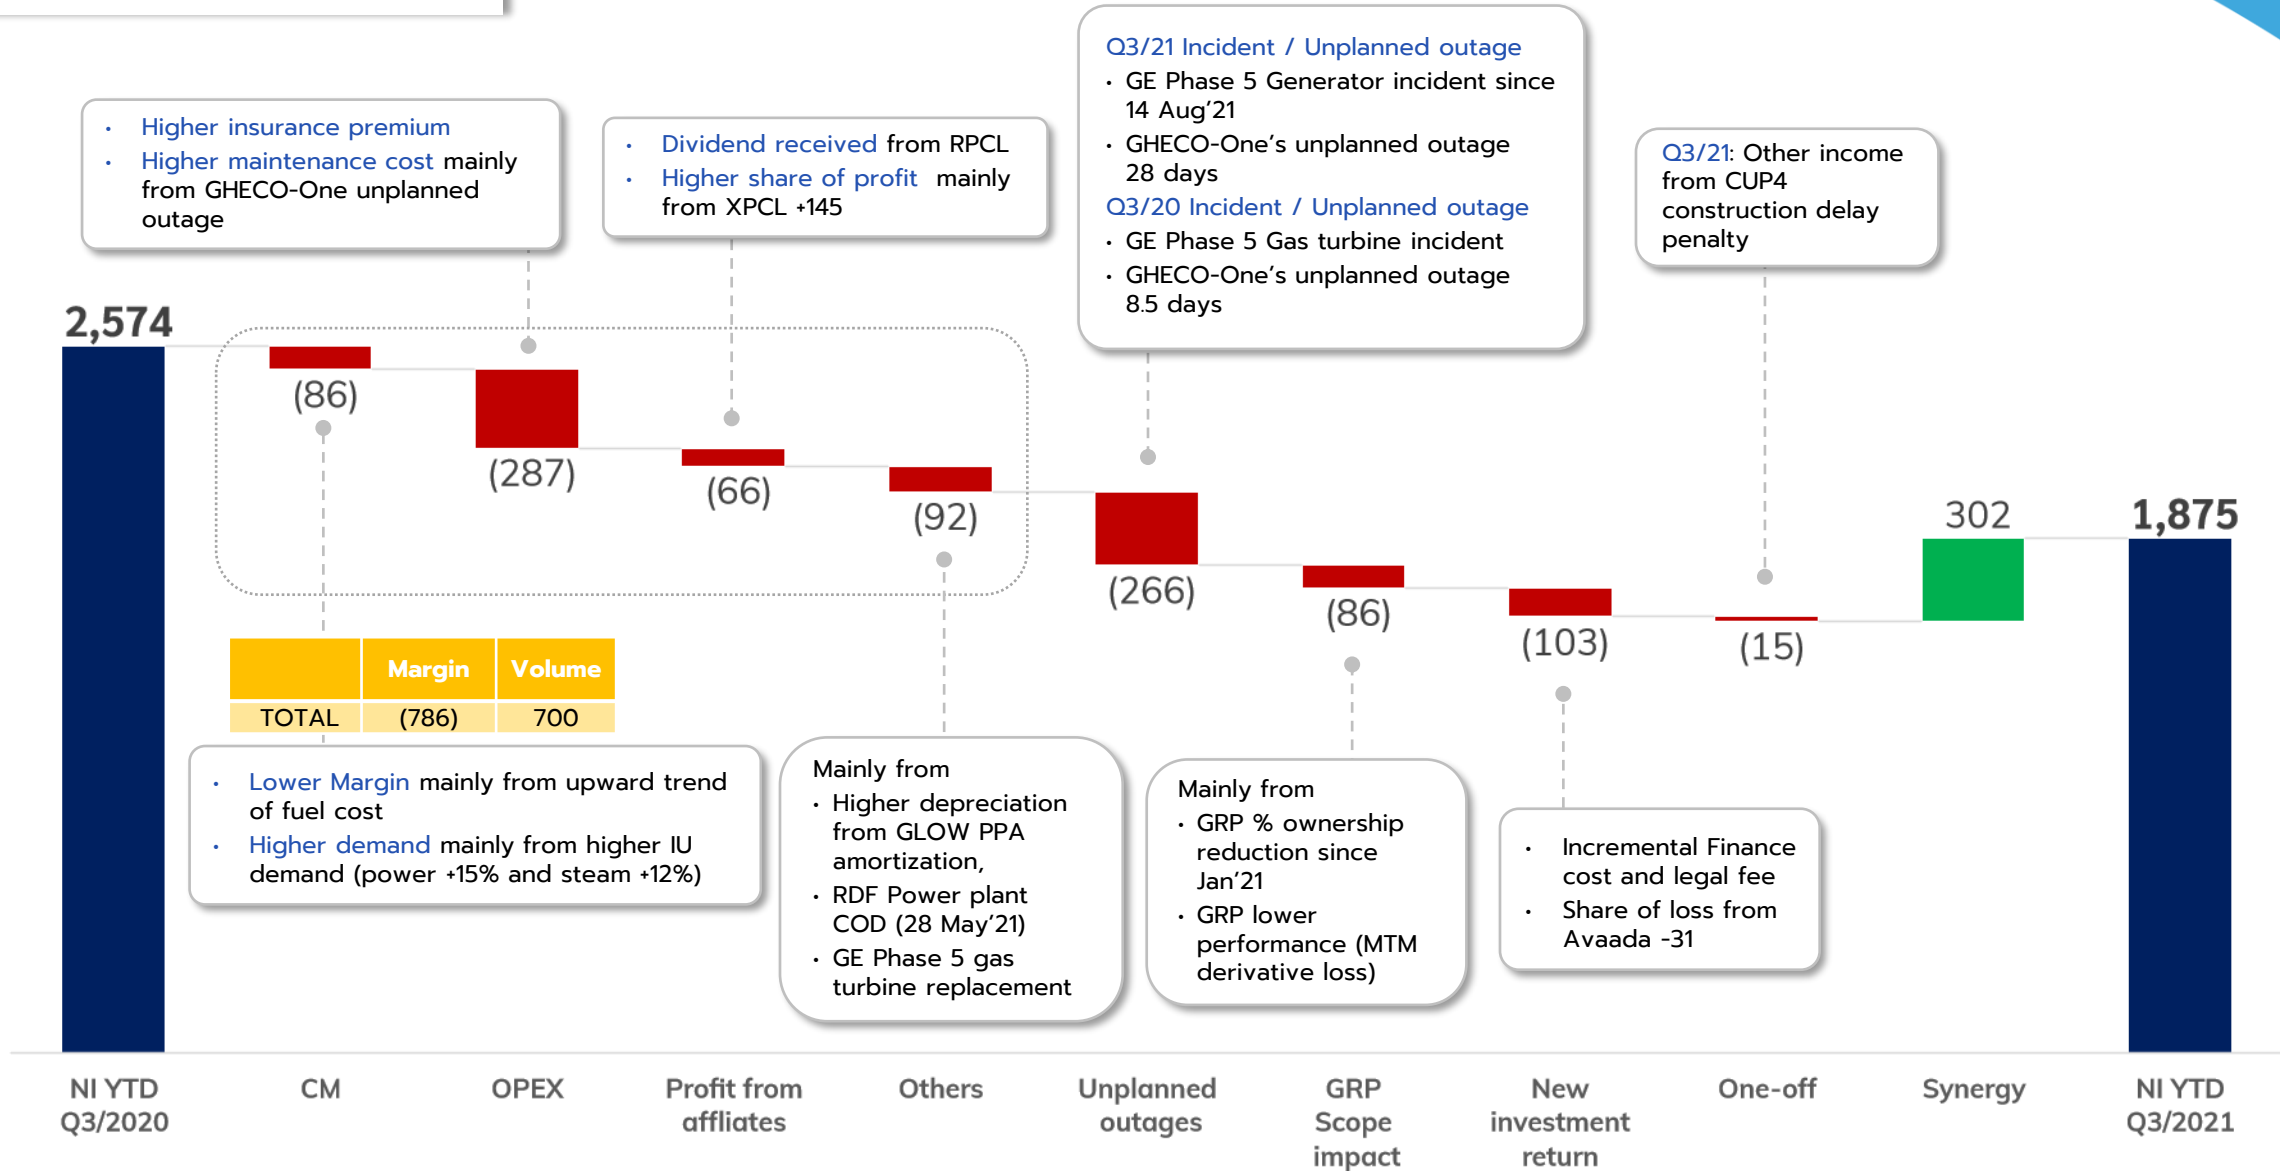 Q3/21 Incident / Unplanned outage
• GE Phase 5 Generator incident since
14 Aug'21
• GHECO-One's unplanned outage
28 days
Q3/20 Incident / Unplanned outage
• GE Phase 5 Gas turbine incident
• GHECO-One's unplanned outage
8.5 days
• Higher insurance premium
• Higher maintenance cost mainly
from GHECO-One unplanned
outage
• Dividend received from RPCL
• Higher share of profit mainly
from XPCL +145
Q3/21: Other income
from CUP4
construction delay
penalty
2,574
(86)
(287)
(66)
(92)
(266)
(86)
(103)
(15)
302
1,875
Margin Volume
TOTAL (786) 700
• Lower Margin mainly from upward trend
of fuel cost
• Higher demand mainly from higher IU
demand (power +15% and steam +12%)
Mainly from
• Higher depreciation
from GLOW PPA
amortization,
• RDF Power plant
COD (28 May'21)
• GE Phase 5 gas
turbine replacement
Mainly from
• GRP % ownership
reduction since
Jan'21
• GRP lower
performance (MTM
derivative loss)
• Incremental Finance
cost and legal fee
• Share of loss from
Avaada -31
NI YTD
Q3/2020
CM
OPEX
Profit from
affliates
Others
Unplanned
outages
GRP
Scope
impact
New
investment
return
One-off
Synergy
NI YTD
Q3/2021